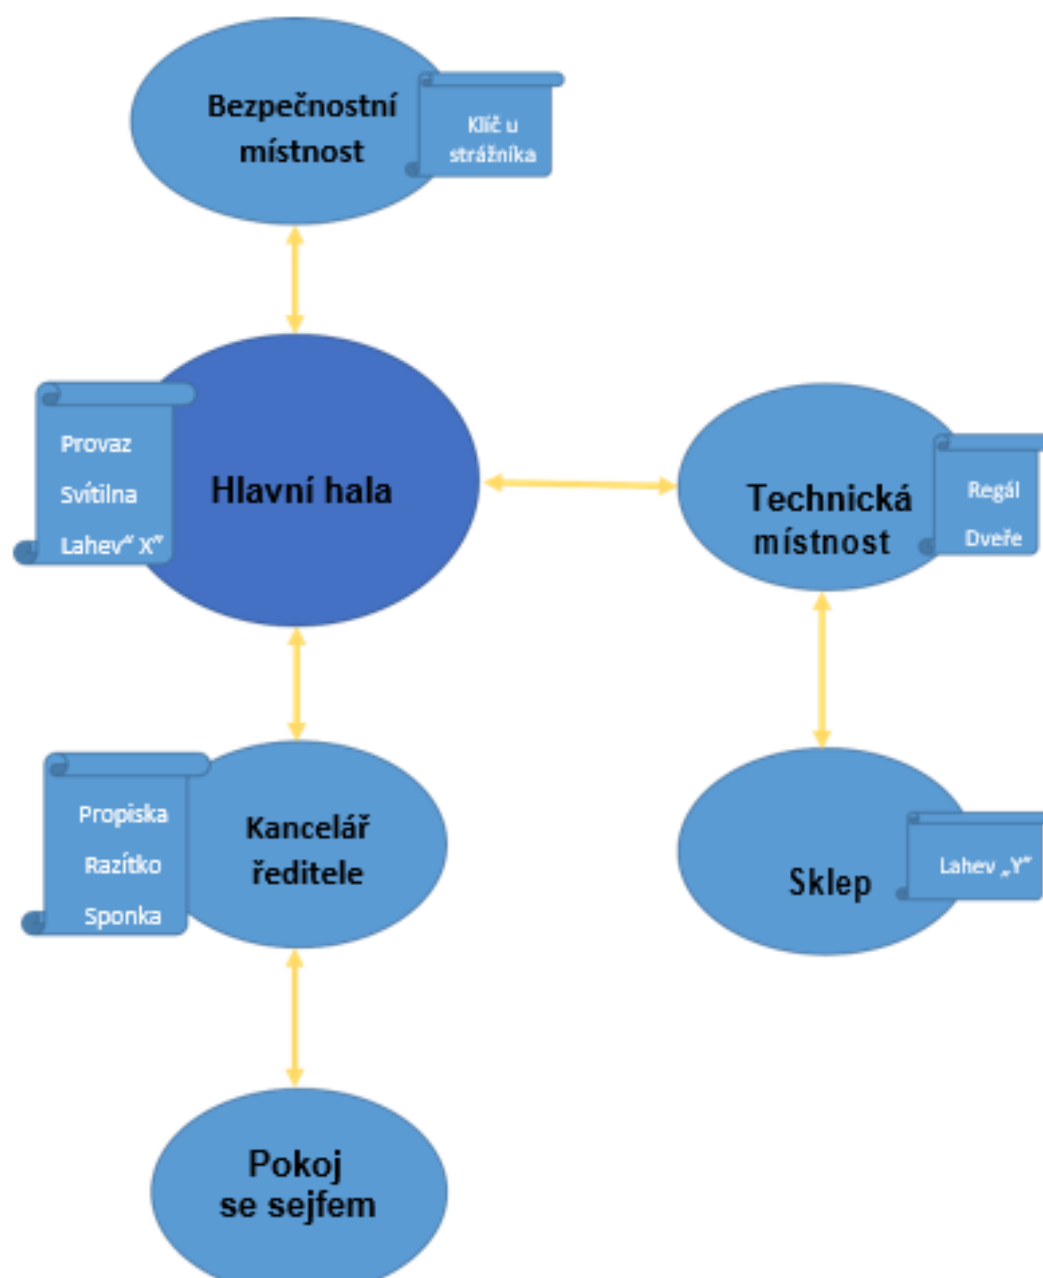 Bezpečnostní
místnost
Klíč u
strážníka
Provaz
Svítilna
Lahev“ X”
Hlavní hala
Technická
místnost
Regál
Dveře
Propiska
Razítko
Sponka
Kancelář
ředitele
Sklep
Lahev „Y”
Pokoj
se sejfem